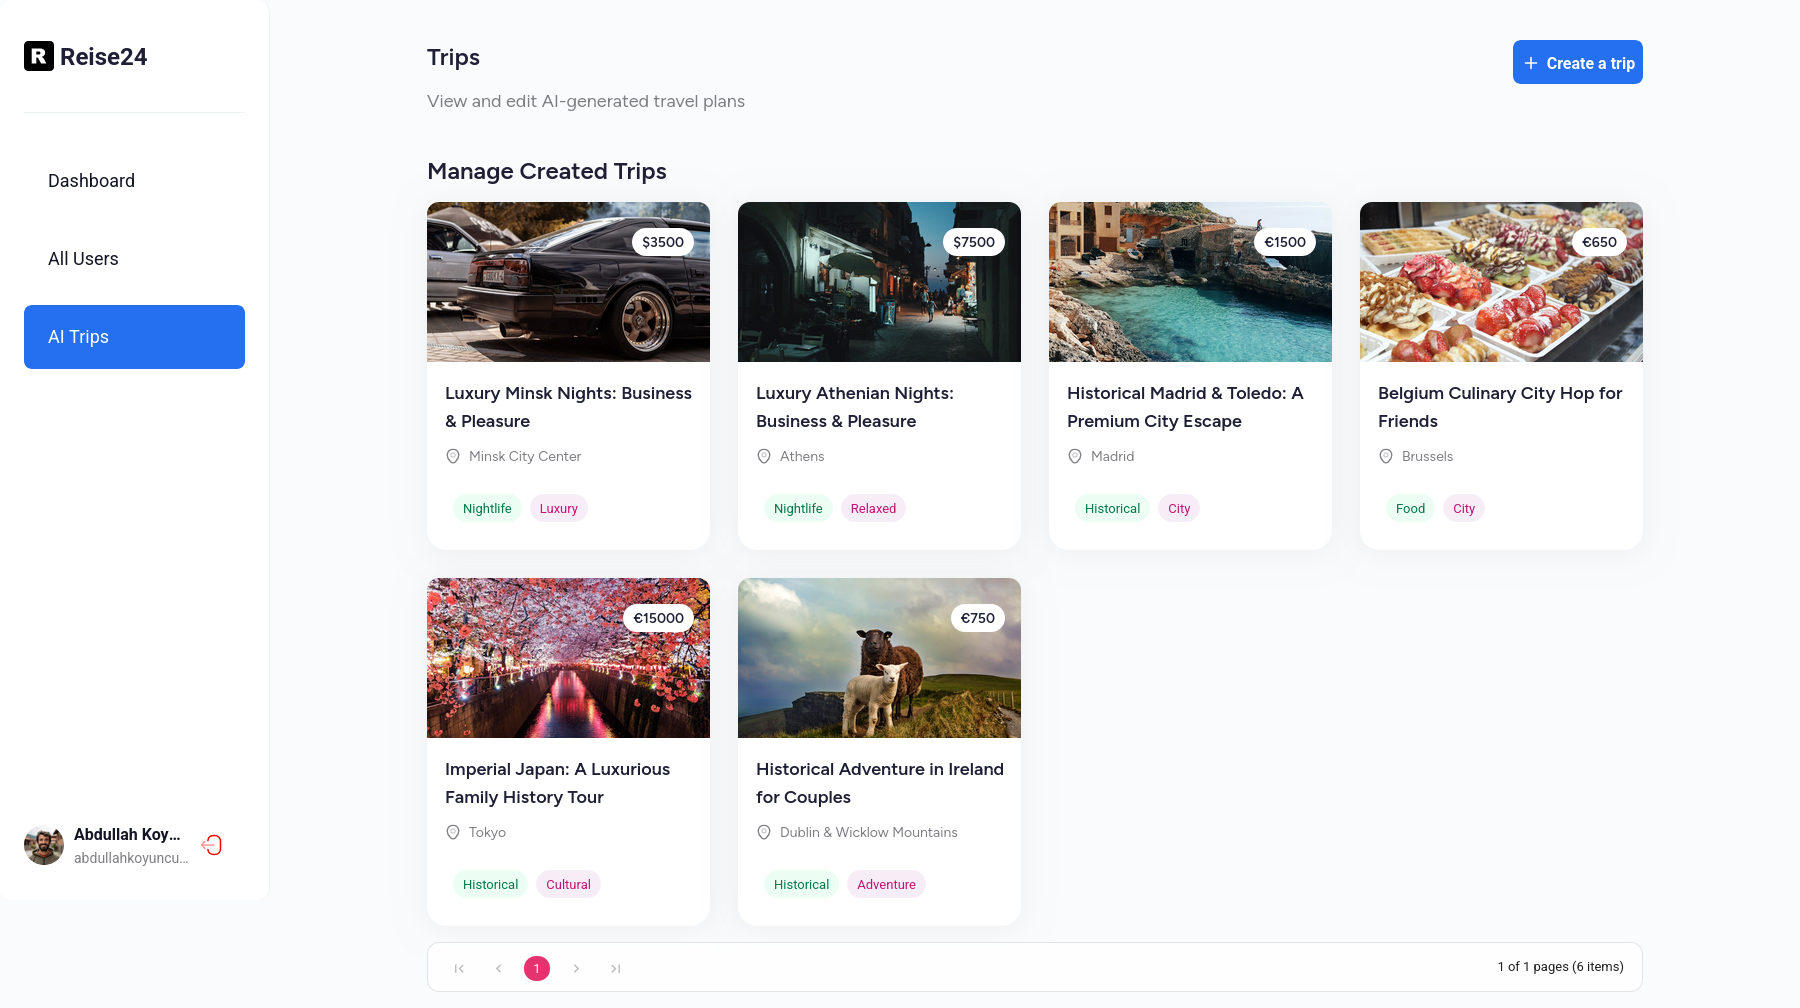 R Reise24
Dashboard
All Users
AI Trips
Abdullah Koy...
abdullahkoyuncu...
Trips
View and edit AI-generated travel plans
+ Create a trip
Manage Created Trips
$3500
Luxury Minsk Nights: Business
& Pleasure
Minsk City Center
Nightlife Luxury
$7500
Luxury Athenian Nights:
Business & Pleasure
Athens
Nightlife Relaxed
€1500
Historical Madrid & Toledo: A
Premium City Escape
Madrid
Historical City
€650
Belgium Culinary City Hop for
Friends
Brussels
Food City
€15000
Imperial Japan: A Luxurious
Family History Tour
Tokyo
Historical Cultural
€750
Historical Adventure in Ireland
for Couples
Dublin & Wicklow Mountains
Historical Adventure
1
1 of 1 pages (6 items)